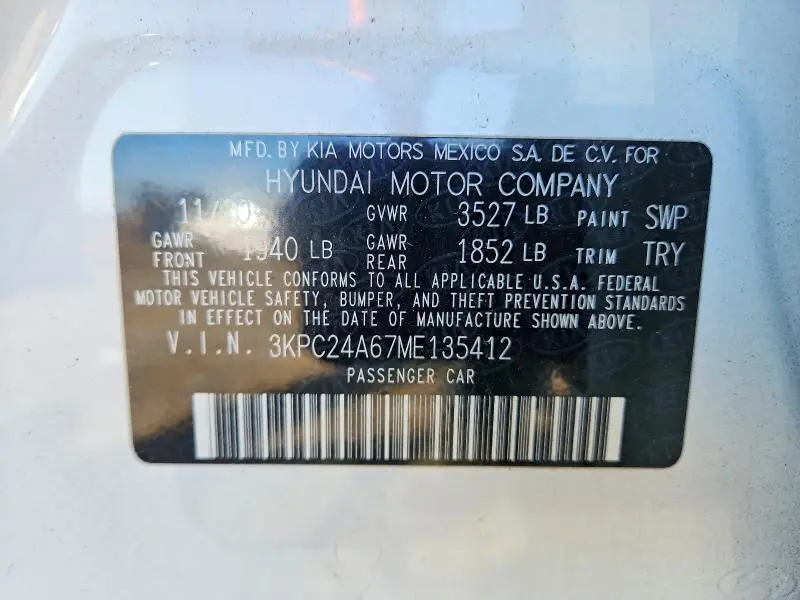 MFD. BY KIA MOTORS MEXICO S.A. DE C.V. FOR
HYUNDAI MOTOR COMPANY
GVWR 3527 LB PAINT SWP
GAWR FRONT 1940 LB GAWR REAR 1852 LB TRIM TRY
THIS VEHICLE CONFORMS TO ALL APPLICABLE U.S.A. FEDERAL
MOTOR VEHICLE SAFETY, BUMPER, AND THEFT PREVENTION STANDARDS
IN EFFECT ON THE DATE OF MANUFACTURE SHOWN ABOVE.
V.I.N. 3KPC24A67ME135412
PASSENGER CAR